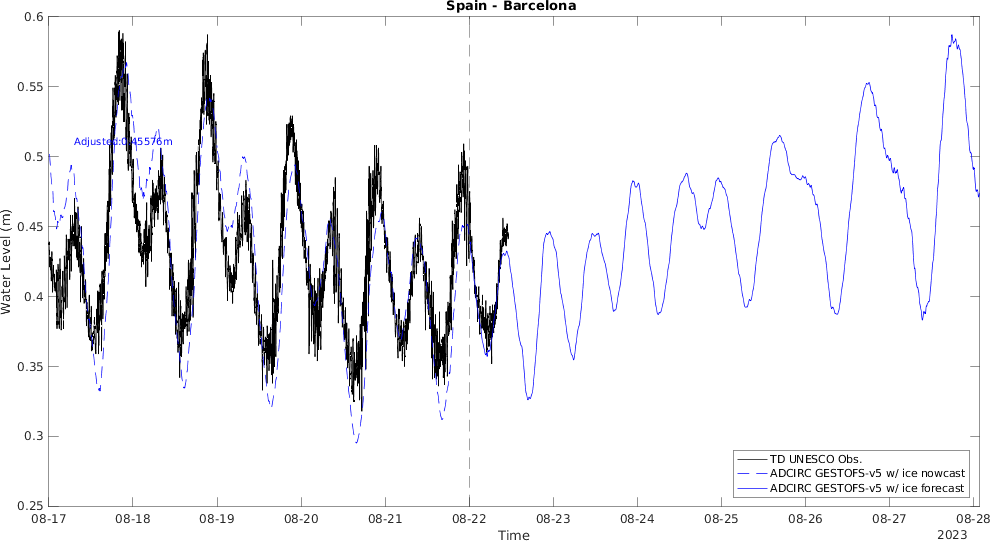 Spain - Barcelona
0.6
0.55
0.5
0.45
0.4
0.35
0.3
0.25
Water Level (m)
Adjusted:0.45576m
TD UNESCO Obs.
ADCIRC GESTOFS-v5 w/ ice nowcast
ADCIRC GESTOFS-v5 w/ ice forecast
08-17 08-18 08-19 08-20 08-21 08-22 08-23 08-24 08-25 08-26 08-27 08-28
Time
2023